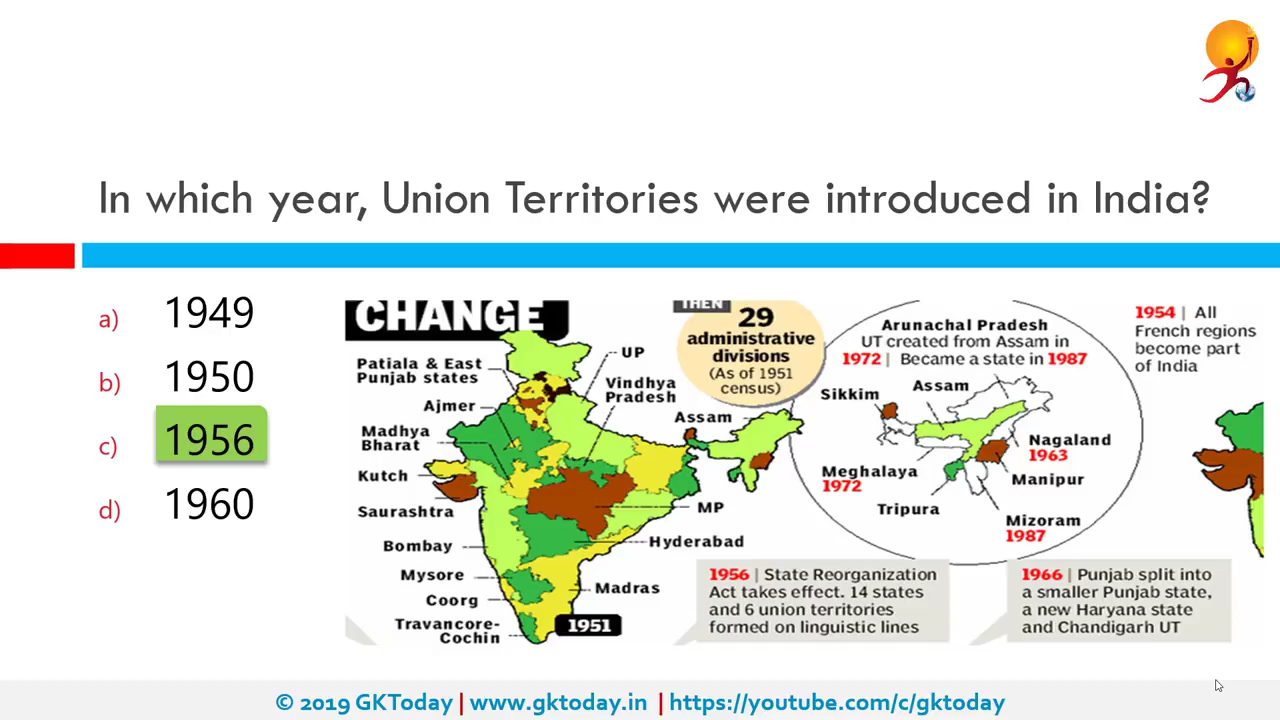 In which year, Union Territories were introduced in India?
a) 1949
b) 1950
c) 1956
d) 1960
CHANGE
THEN
29
administrative
divisions
(As of 1951
census)
Patiala & East
Punjab states
Ajmer
Madhya
Bharat
Kutch
Saurashtra
Bombay
Mysore
Coorg
Travancore-
Cochin
UP
Vindhya
Pradesh
Assam
MP
Hyderabad
Madras
1951
Arunachal Pradesh
UT created from Assam in
1972 | Became a state in 1987
Sikkim
Assam
Nagaland
1963
Meghalaya
1972
Manipur
Tripura
Mizoram
1987
1954 | All
French regions
become part
of India
1956 | State Reorganization
Act takes effect. 14 states
and 6 union territories
formed on linguistic lines
1966 | Punjab split into
a smaller Punjab state,
a new Haryana state
and Chandigarh UT
© 2019 GKToday | www.gktoday.in | https://youtube.com/c/gktoday